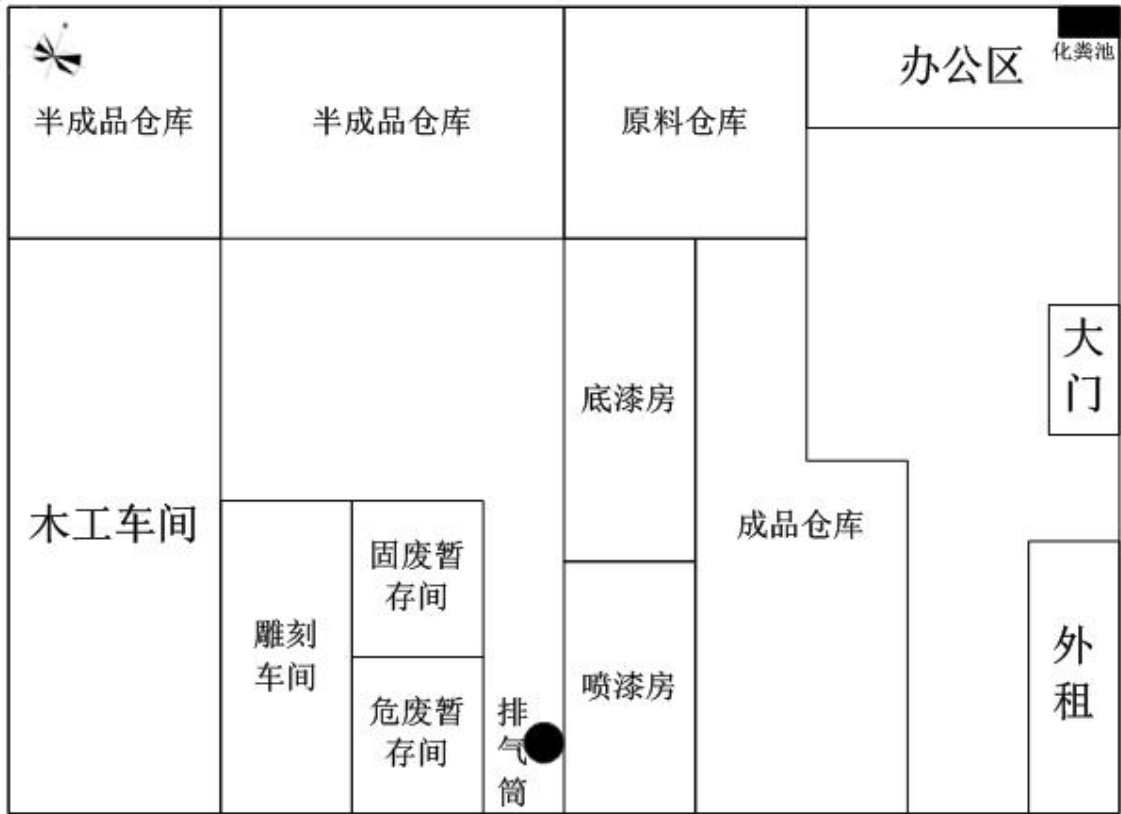 办公区
化粪池
半成品仓库
半成品仓库
原料仓库
大
门
底漆房
木工车间
成品仓库
固废暂
存间
雕刻
车间
外
租
喷漆房
危废暂
存间
排
气
筒